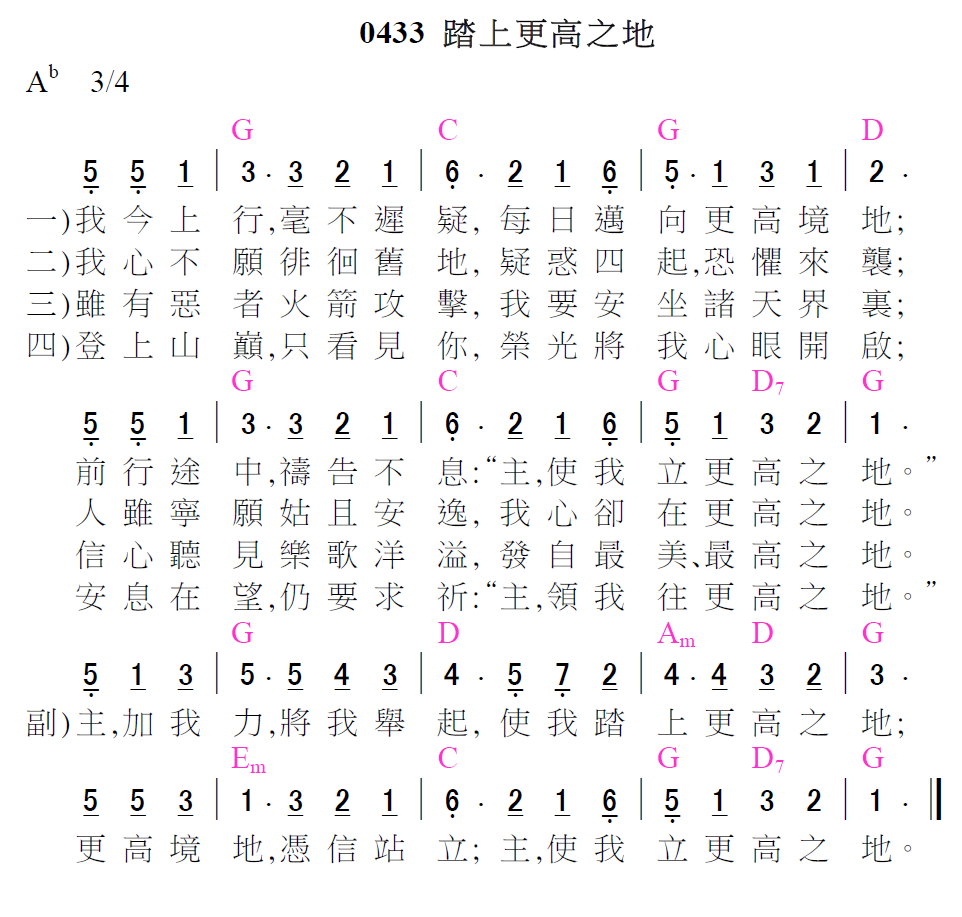 0433 踏上更高之地
A♭ 3/4
G C G D
5 5 1 | 3 · 3 2 1 | 6 · 2 1 6 | 5 · 1 3 1 | 2 ·
一)我今上行,毫不遲疑,每日邁向更高境地;
二)我心不願徘徊舊地,疑惑四起,恐懼來襲;
三)雖有惡者火箭攻擊,我要安坐諸天界裏;
四)登上山巔,只看見你,榮光將我心眼開啟;
G C G D7 G
5 5 1 | 3 · 3 2 1 | 6 · 2 1 6 | 5 1 3 2 | 1 ·
前行途中,禱告不息:“主,使我立更高之地。”
人雖寧願姑且安逸,我心卻在更高之地。
信心聽見樂歌洋溢,發自最美、最高之地。
安息在望,仍要求祈:“主,領我往更高之地。”
G D Am D G
5 1 3 | 5 · 5 4 3 | 4 · 5 7 2 | 4 · 4 3 2 | 3 ·
副)主,加我力,將我舉起,使我踏上更高之地;
Em C G D7 G
5 5 3 | 1 · 3 2 1 | 6 · 2 1 6 | 5 1 3 2 | 1 · ‖
更高境地,憑信站立;主,使我立更高之地。